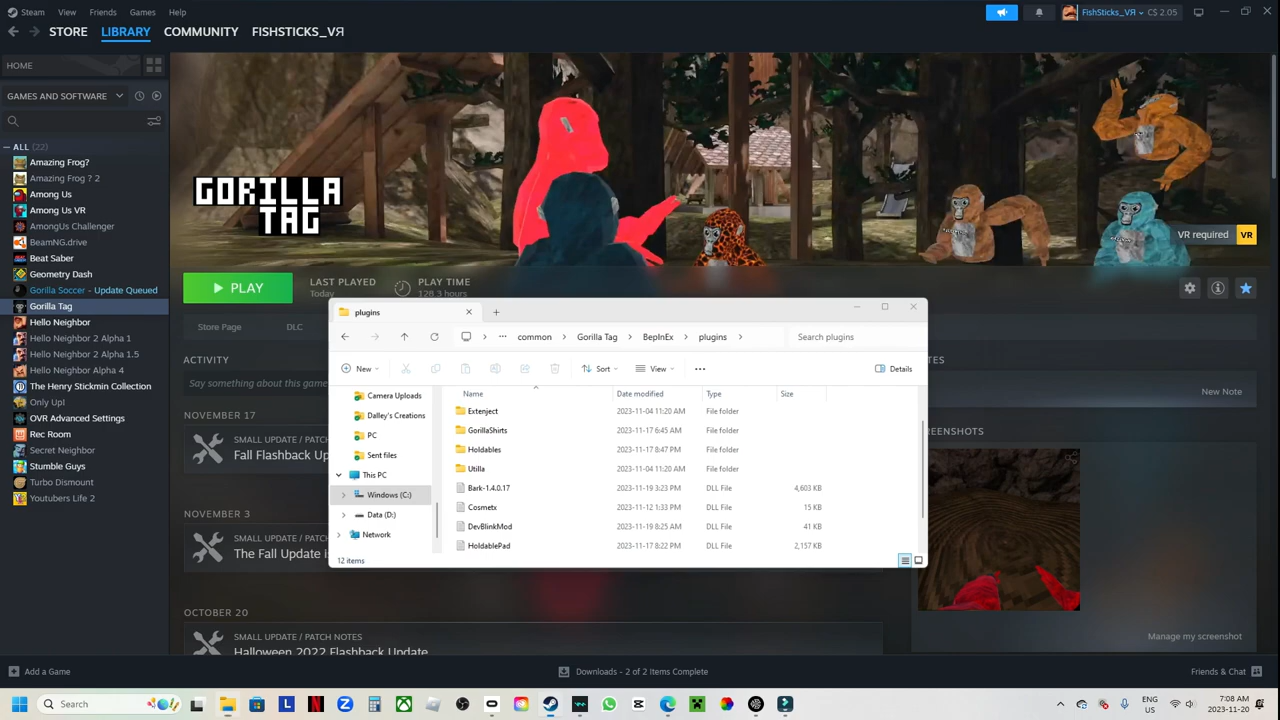 Steam View Friends Games Help
FishSticks_VЯ C$ 2.05
STORE LIBRARY COMMUNITY FISHSTICKS_VЯ
HOME
GAMES AND SOFTWARE
ALL (22)
Amazing Frog?
Amazing Frog ? 2
Among Us
Among Us VR
AmongUs Challenger
BeamNG.drive
Beat Saber
Geometry Dash
Gorilla Soccer - Update Queued
Gorilla Tag
Hello Neighbor
Hello Neighbor 2 Alpha 1
Hello Neighbor 2 Alpha 1.5
Hello Neighbor Alpha 4
The Henry Stickmin Collection
Only Up!
OVR Advanced Settings
Rec Room
Secret Neighbor
Stumble Guys
Turbo Dismount
Youtubers Life 2
GORILLA
TAG
VR required VR
PLAY
LAST PLAYED
Today
PLAY TIME
128.3 hours
Store Page DLC
ACTIVITY
Say something about this game
NOVEMBER 17
SMALL UPDATE / PATCH
Fall Flashback Up
NOVEMBER 3
SMALL UPDATE / PATCH
The Fall Update i
OCTOBER 20
SMALL UPDATE / PATCH NOTES
Halloween 2022 Flashback Update
plugins
common Gorilla Tag BepInEx plugins
Search plugins
New Sort View Details
Camera Uploads
Dalley's Creations
PC
Sent files
This PC
Windows (C:)
Data (D:)
Network
Name Date modified Type Size
Extenject 2023-11-04 11:20 AM File folder
GorillaShirts 2023-11-17 6:45 AM File folder
Holdables 2023-11-17 8:47 PM File folder
Utilla 2023-11-04 11:20 AM File folder
Bark-1.4.0.17 2023-11-19 3:23 PM DLL File 4,603 KB
Cosmetx 2023-11-12 1:33 PM DLL File 15 KB
DevBlinkMod 2023-11-19 8:25 AM DLL File 41 KB
HoldablePad 2023-11-17 8:22 PM DLL File 2,157 KB
12 items
TES
New Note
REENSHOTS
Manage my screenshot
Add a Game
Downloads - 2 of 2 Items Complete
Friends & Chat
Search
ENG
US
7:08 AM
2023-11-20